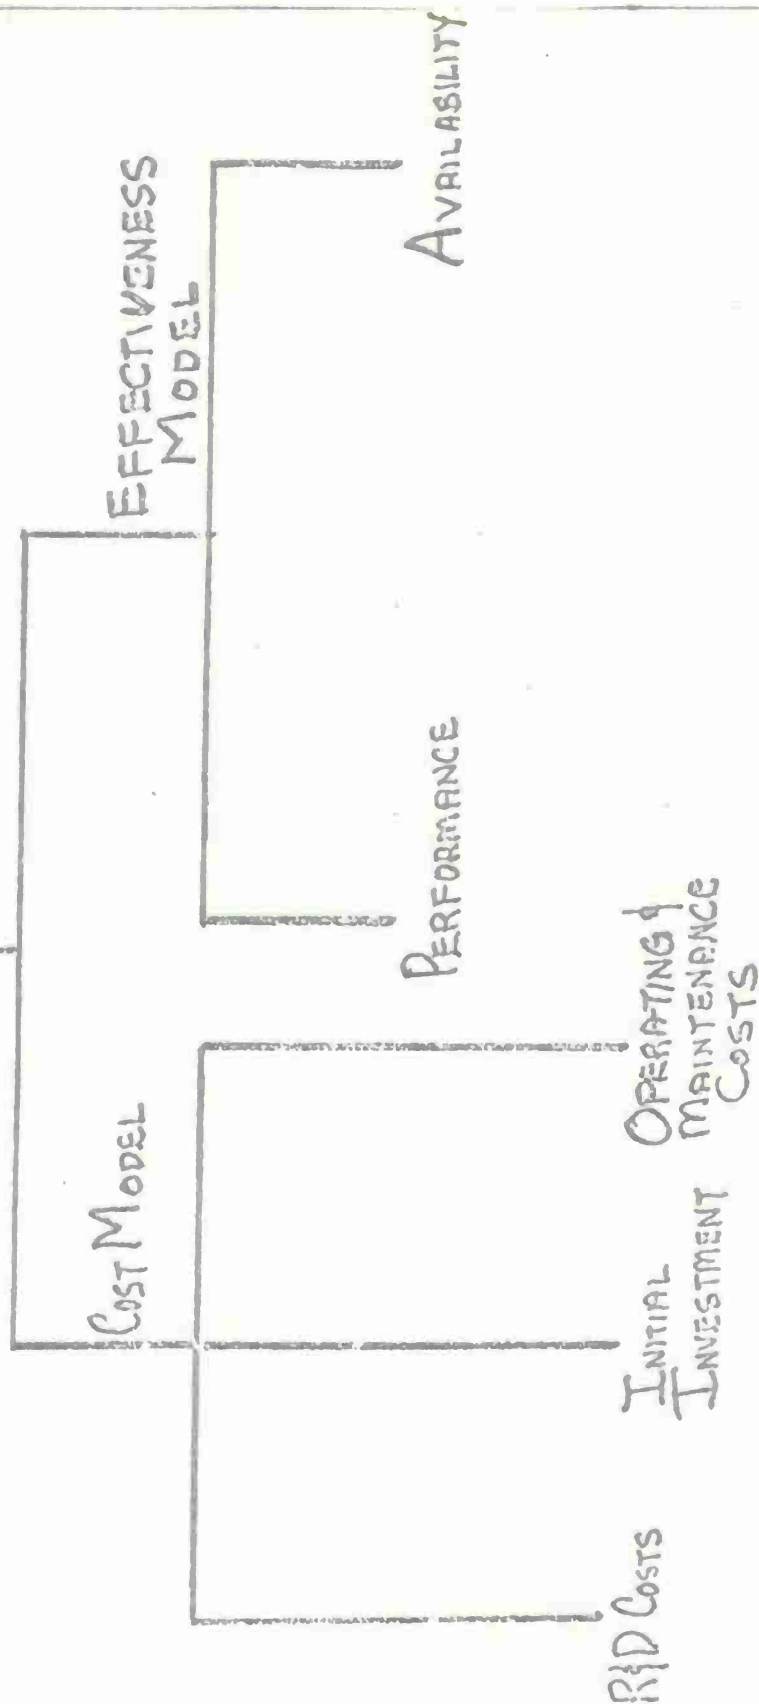 COST MODEL
EFFECTIVENESS
MODEL
R&D COSTS
INITIAL
INVESTMENT
OPERATING &
MAINTENANCE
COSTS
PERFORMANCE
AVAILABILITY